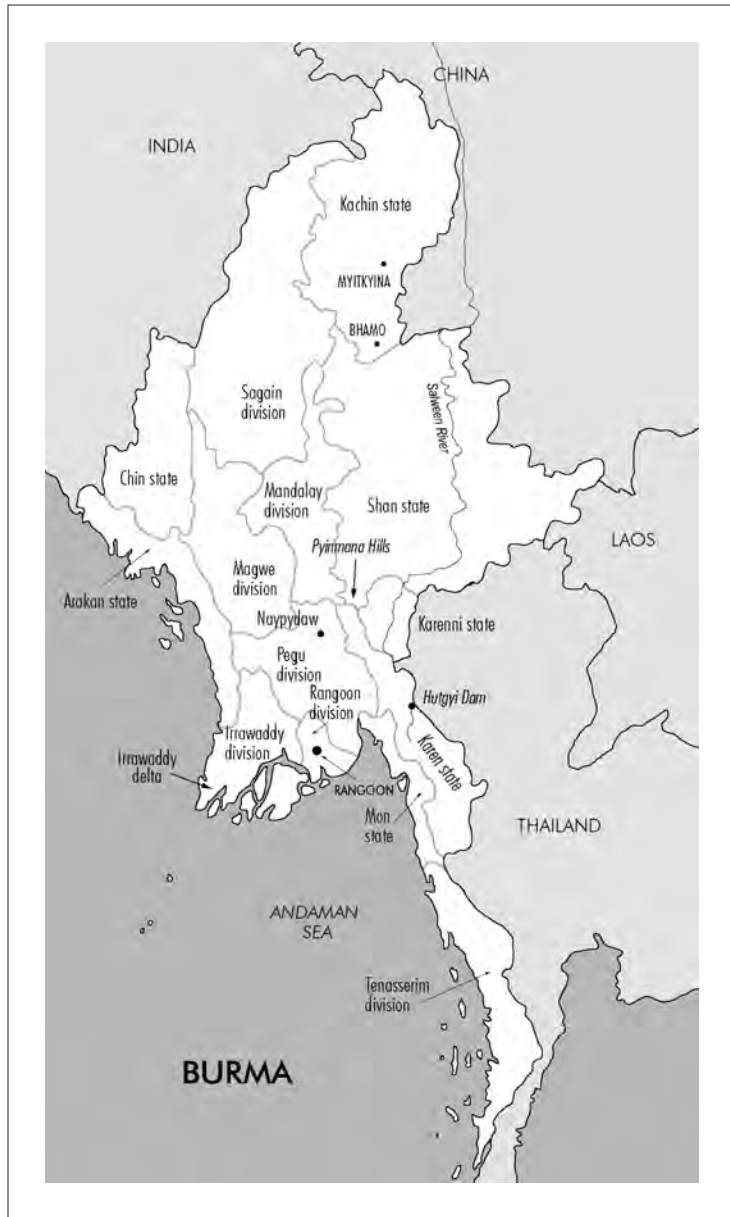 CHINA
INDIA
Kachin state
MYITKYINA
BHAMO
Salween River
Sagain
division
Chin state
Mandalay
division
Shan state
Pyirimana Hills
LAOS
Magwe
division
Arakan state
Karenni state
Naypydaw
Pegu
division
Rangoon
division
Hutgyi Dam
Irrawaddy
division
Karen state
Irrawaddy
delta
RANGOON
Mon
state
THAILAND
ANDAMAN
SEA
Tenasserim
division
BURMA